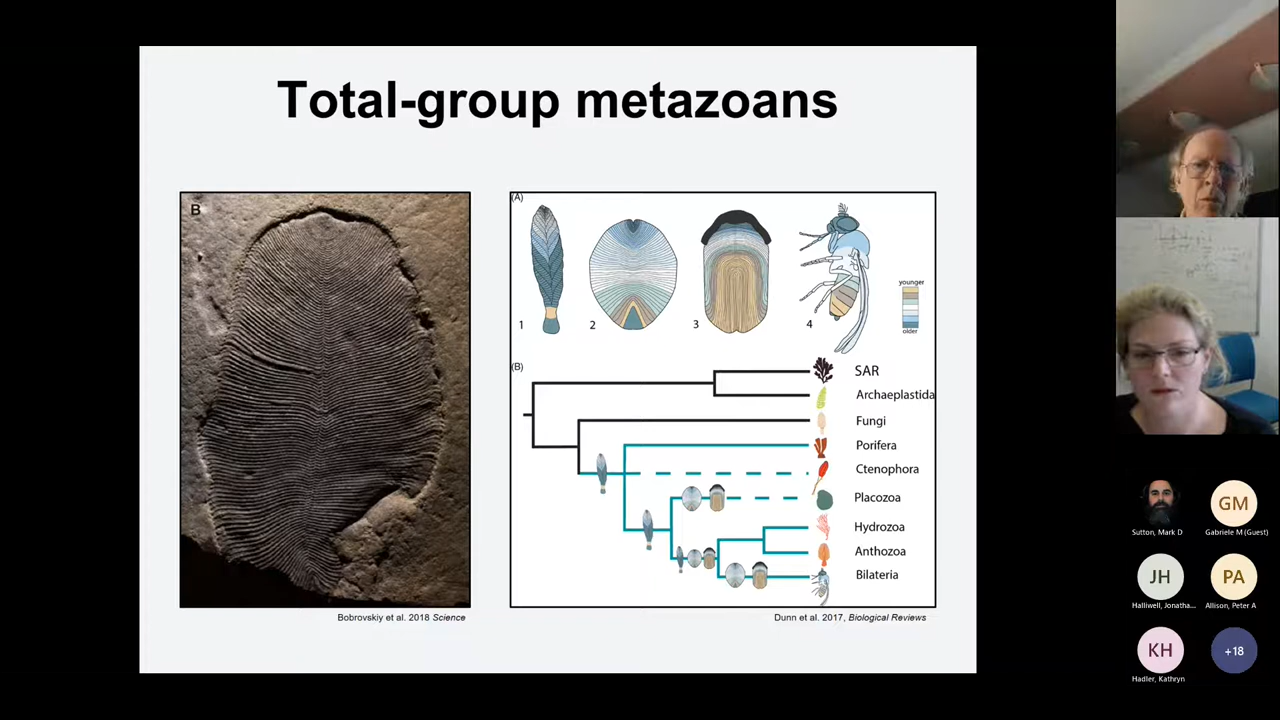 Total-group metazoans
B
Bobrovskiy et al. 2018 Science
(A)
1
2
3
4
younger
older
(B)
SAR
Archaeplastida
Fungi
Porifera
Ctenophora
Placozoa
Hydrozoa
Anthozoa
Bilateria
Dunn et al. 2017, Biological Reviews
Sutton, Mark D
GM
Gabriele M (Guest)
JH
Halliwell, Jonatha...
PA
Allison, Peter A
KH
Hadler, Kathryn
+18